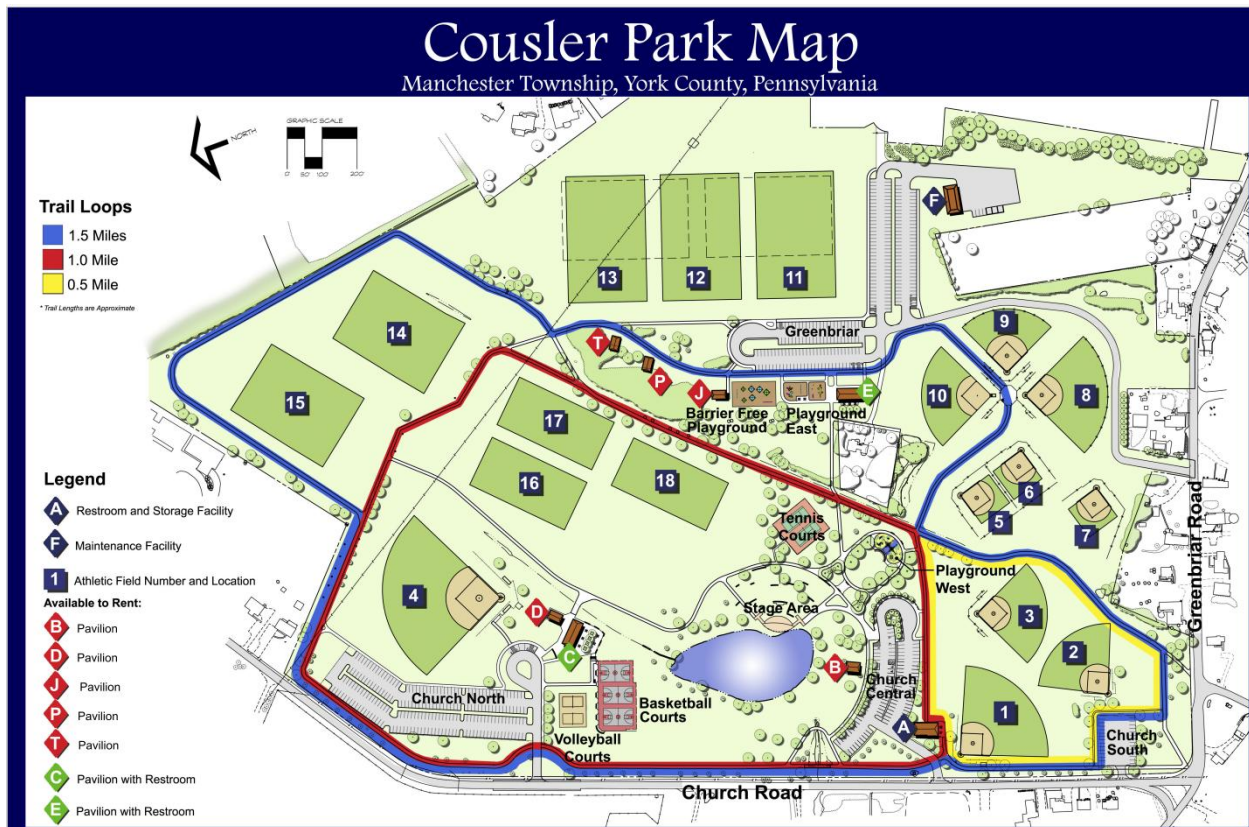 Cousler Park Map
Manchester Township, York County, Pennsylvania
NORTH
GRAPHIC SCALE
0 50 100 200
Trail Loops
1.5 Miles
1.0 Mile
0.5 Mile
* Trail Lengths are Approximate
F
13
12
11
14
T
Greenbriar
9
P
15
J
E
10
8
Barrier Free
Playground
Playground
East
17
16
18
6
5
7
Legend
A Restroom and Storage Facility
F Maintenance Facility
1 Athletic Field Number and Location
Available to Rent:
B Pavilion
D Pavilion
J Pavilion
P Pavilion
T Pavilion
C Pavilion with Restroom
E Pavilion with Restroom
Tennis
Courts
Playground
West
Greenbriar Road
4
D
Stage Area
3
C
2
B
Church
Central
Church North
Basketball
Courts
1
Volleyball
Courts
A
Church
South
Church Road